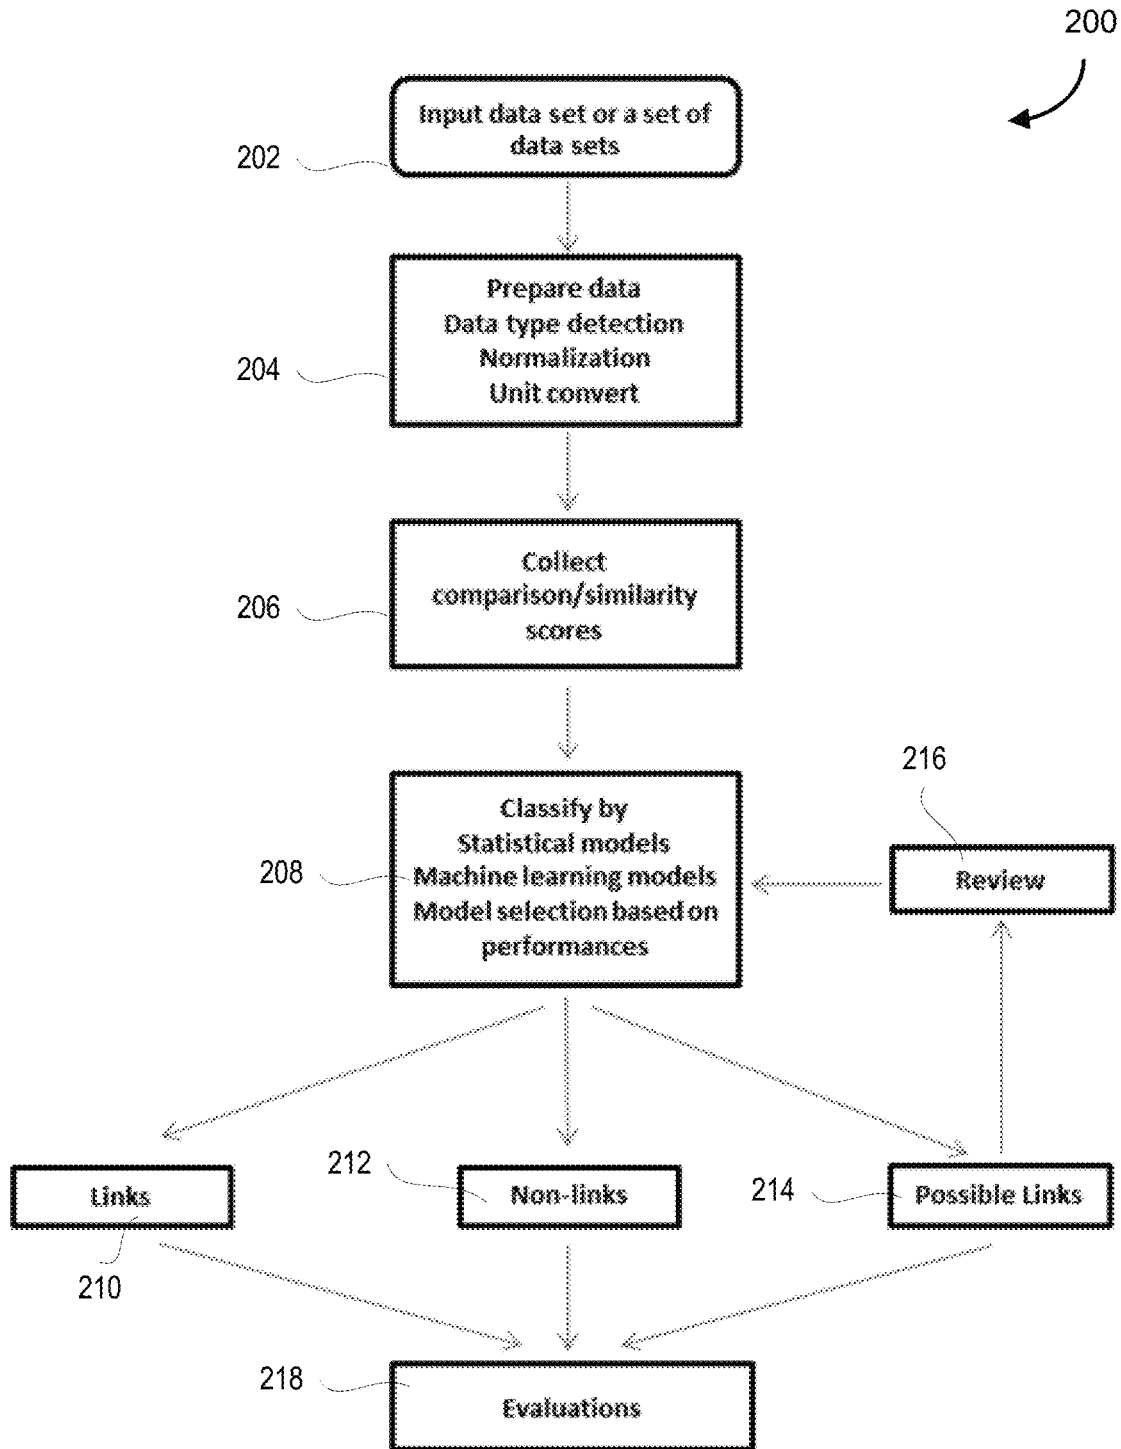 200
Input data set or a set of
data sets
202
Prepare data
Data type detection
Normalization
Unit convert
204
Collect
comparison/similarity
scores
206
216
Classify by
Statistical models
Machine learning models
Model selection based on
performances
208
Review
212
214
Links
Non-links
Possible Links
210
218
Evaluations